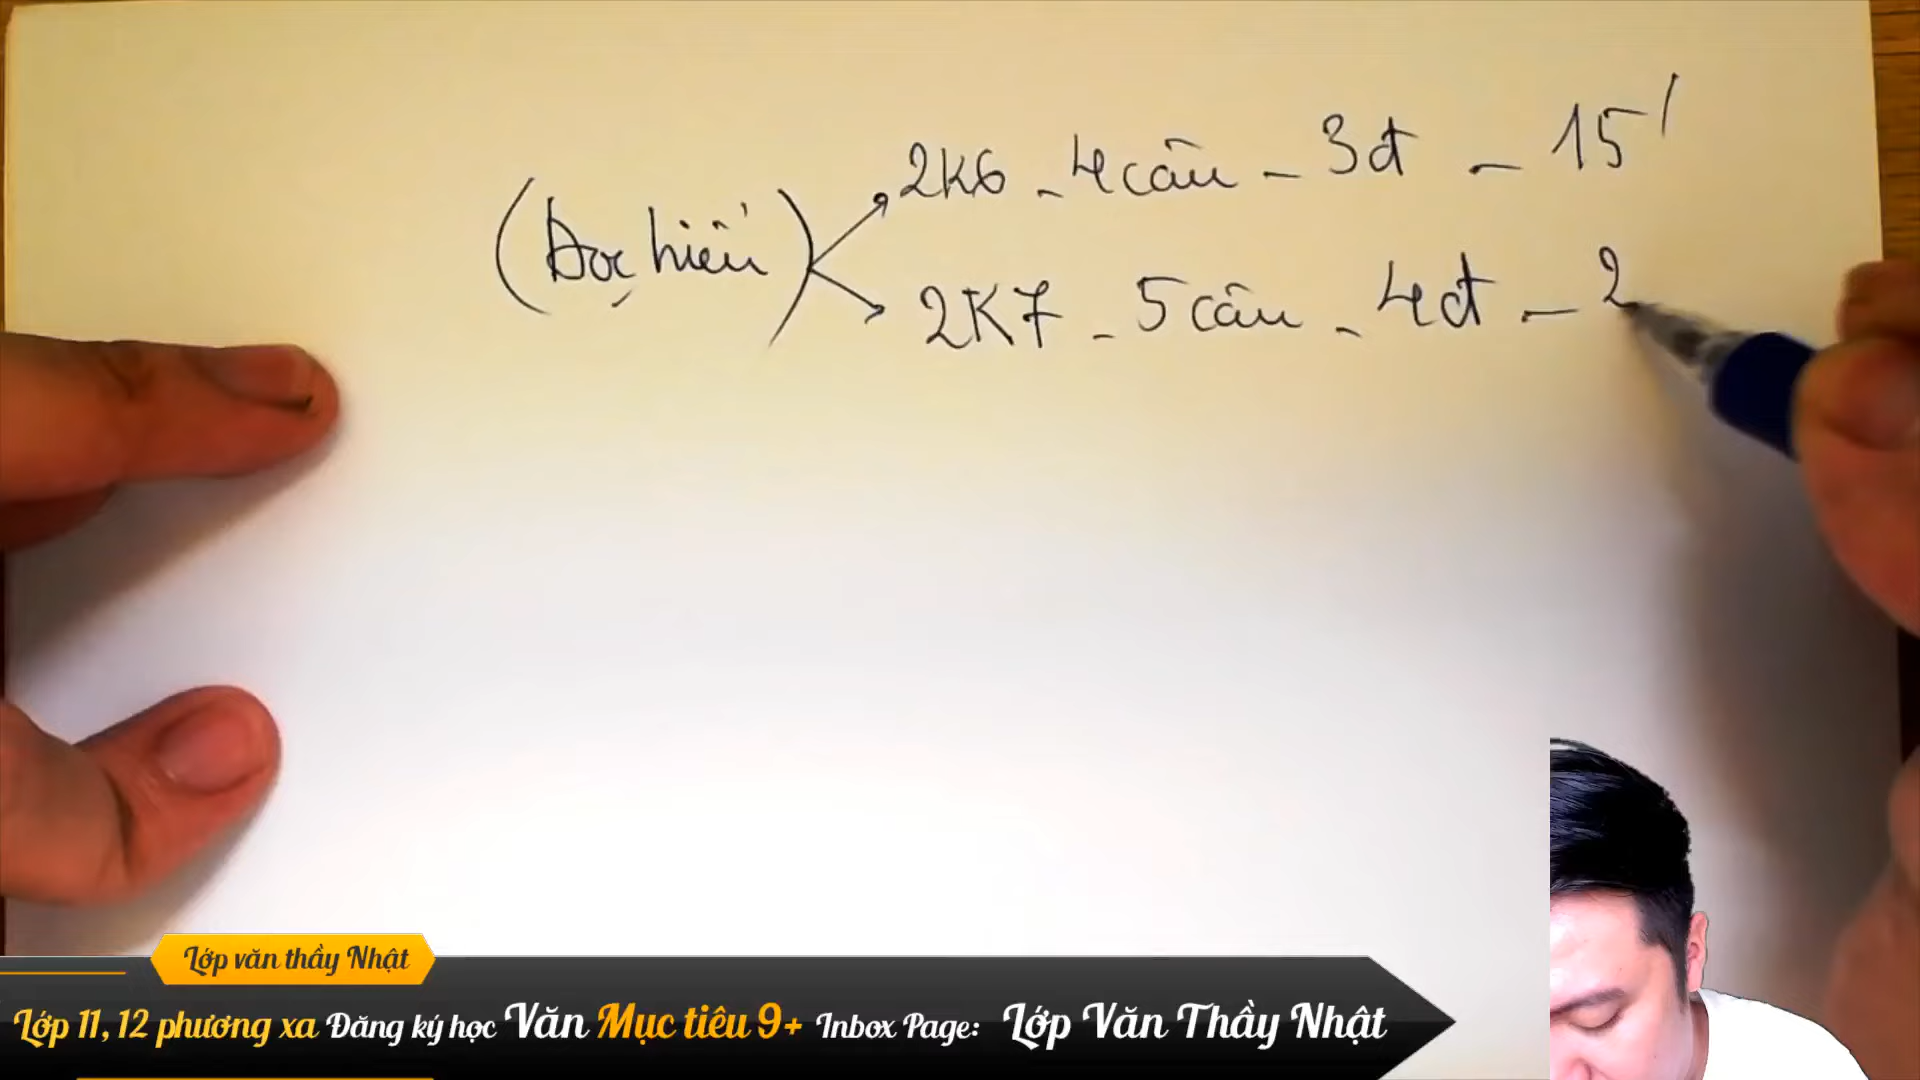 2K6 - 4 câu - 3đ - 15'
(Đọc hiểu)
2K7 - 5 câu - 4đ - 2
Lớp văn thầy Nhật
Lớp 11, 12 phương xa Đăng ký học Văn Mục tiêu 9+ Inbox Page: Lớp Văn Thầy Nhật